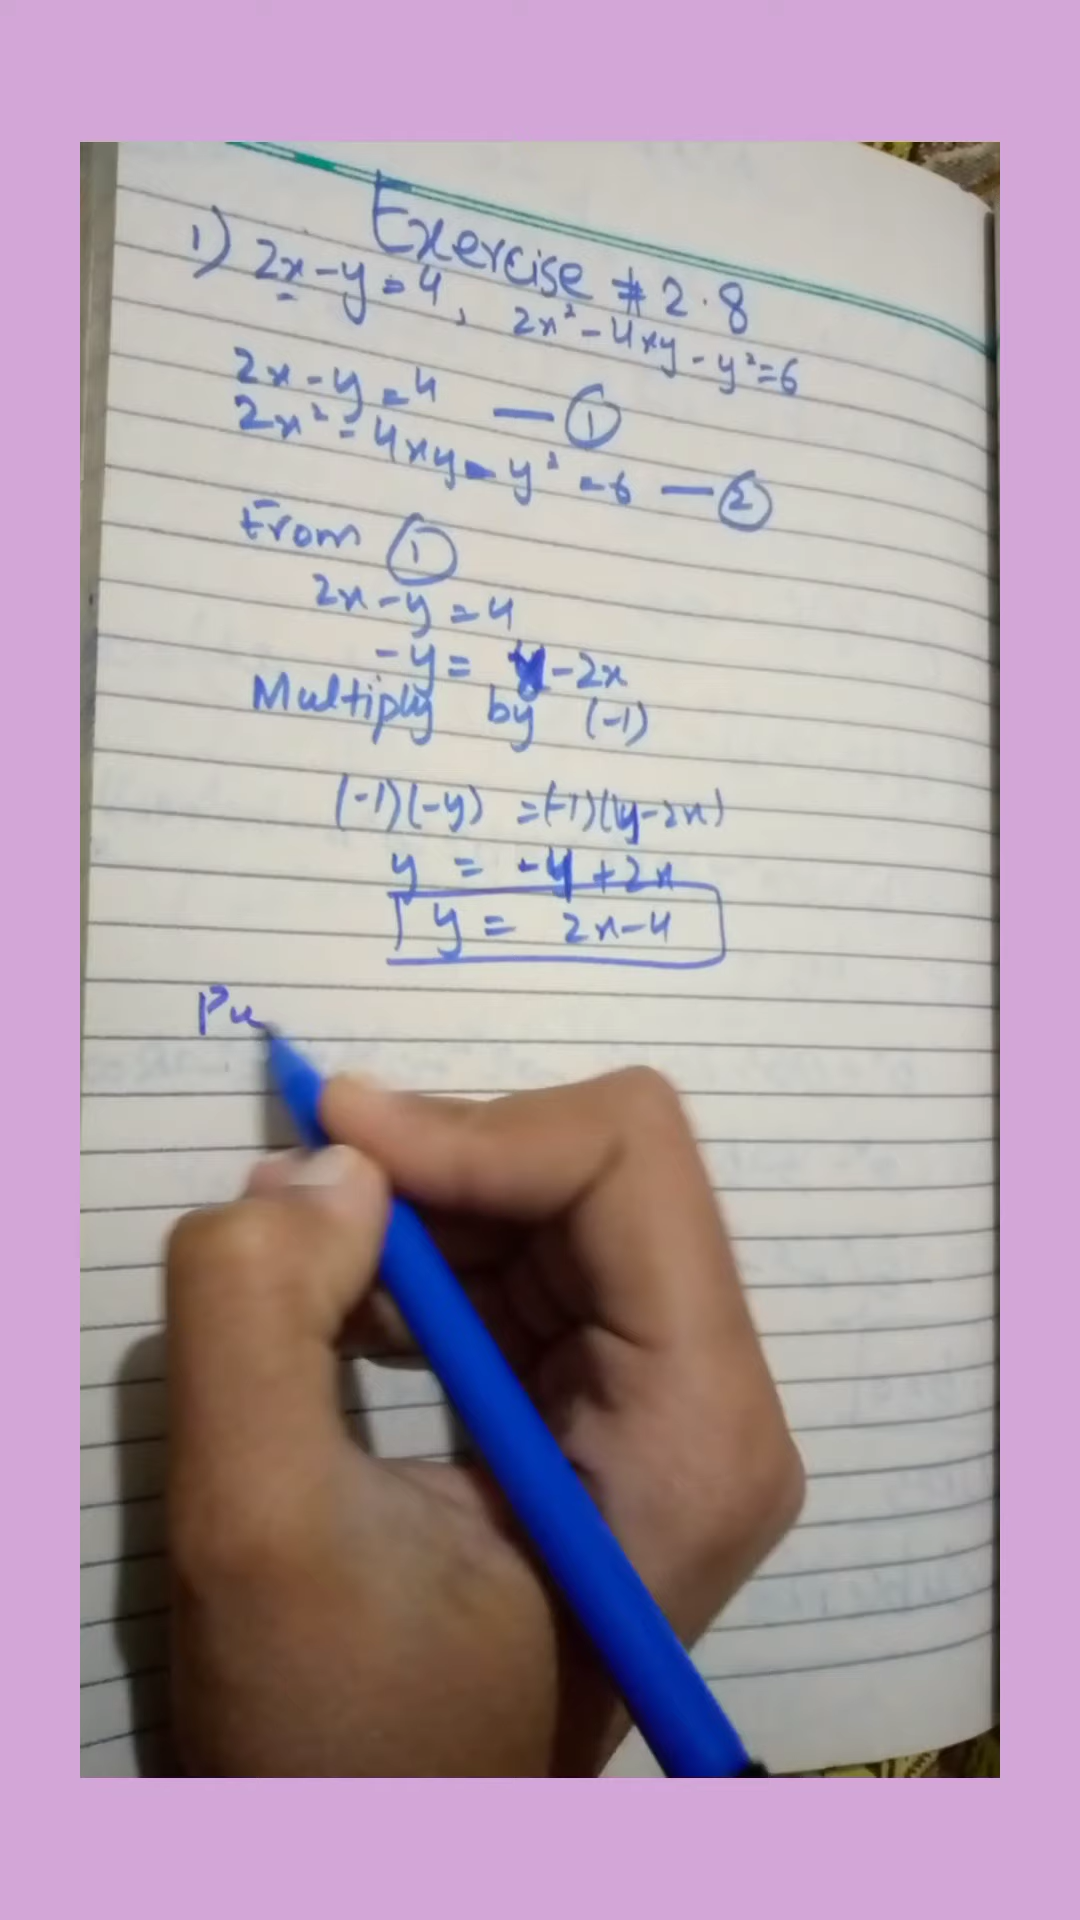 Exercise # 2.8
1) 2x-y=4, 2x²-4xy-y²=6
2x-y=4 — ①
2x²-4xy-y²=6 — ②
From ①
2x-y=4
-y= 4-2x
Multiply by (-1)
(-1)(-y) =(-1)(4-2x)
y = -4+2x
y = 2x-4
Pu